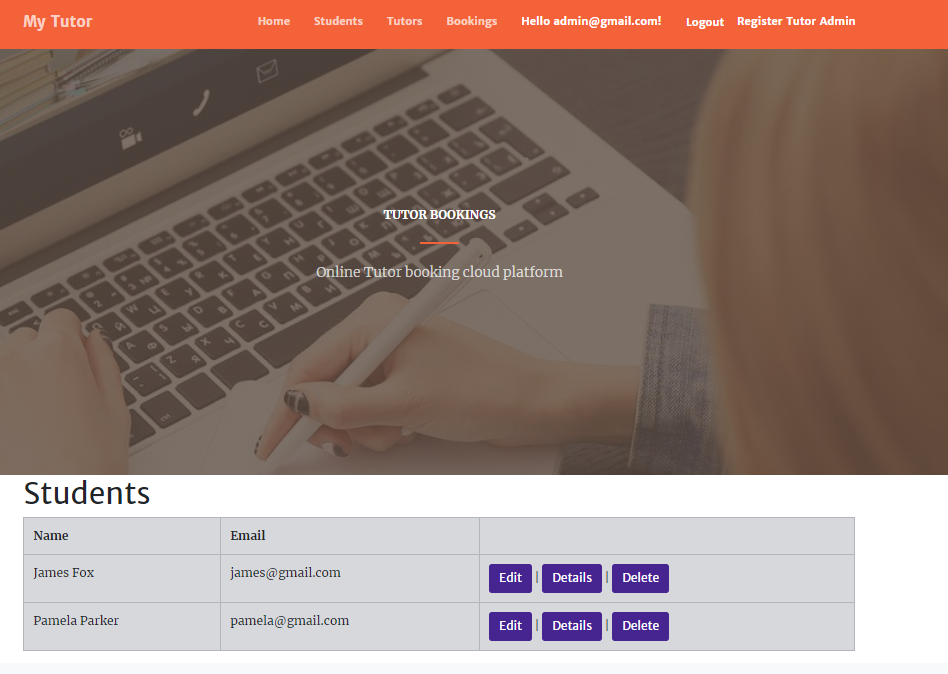 My Tutor Home Students Tutors Bookings Hello admin@gmail.com! Logout Register Tutor Admin
TUTOR BOOKINGS
Online Tutor booking cloud platform
Students
Name Email
James Fox james@gmail.com Edit | Details | Delete
Pamela Parker pamela@gmail.com Edit | Details | Delete